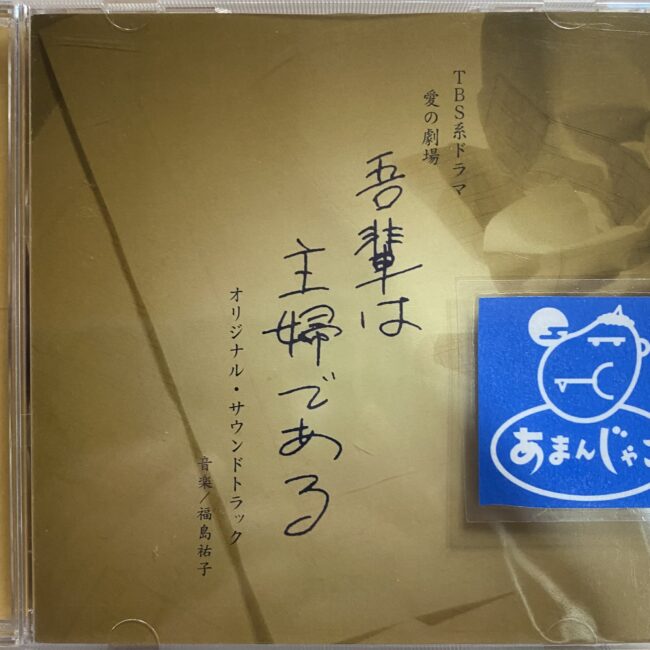 TBS系ドラマ
愛の劇場
吾輩は
主婦である
オリジナル・サウンドトラック
音楽／福島祐子
あまんじゃこ